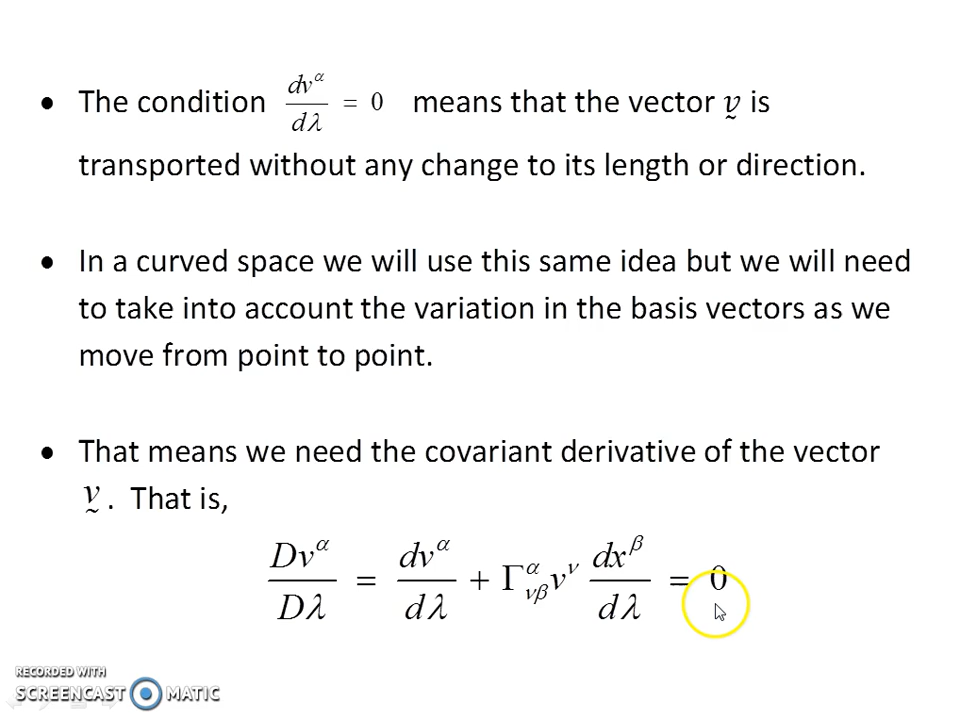 • The condition dv^α/dλ = 0 means that the vector v̰ is
transported without any change to its length or direction.
• In a curved space we will use this same idea but we will need
to take into account the variation in the basis vectors as we
move from point to point.
• That means we need the covariant derivative of the vector
v̰. That is,
Dv^α/Dλ = dv^α/dλ + Γ^α_νβ v^ν dx^β/dλ = 0
RECORDED WITH
SCREENCAST MATIC